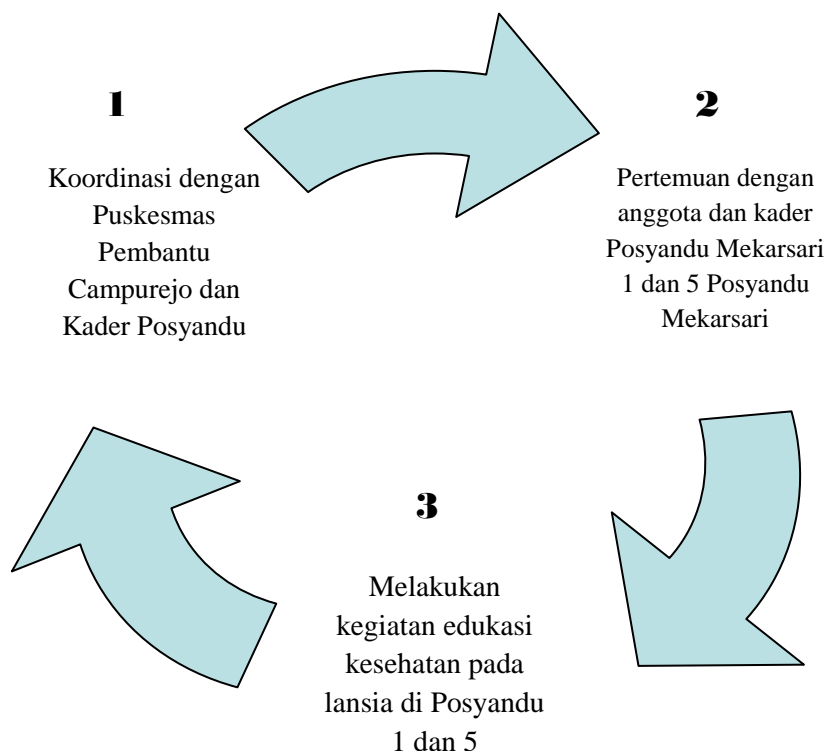 1
Koordinasi dengan
Puskesmas
Pembantu
Campurejo dan
Kader Posyandu
2
Pertemuan dengan
anggota dan kader
Posyandu Mekarsari
1 dan 5 Posyandu
Mekarsari
3
Melakukan
kegiatan edukasi
kesehatan pada
lansia di Posyandu
1 dan 5